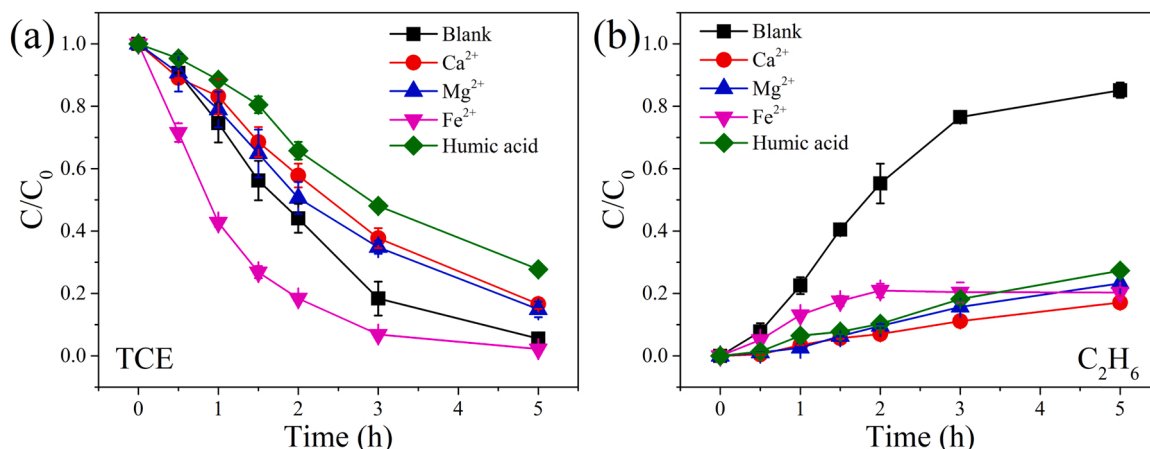 (a)
C/C₀
1.0
0.8
0.6
0.4
0.2
0.0
Blank
Ca²⁺
Mg²⁺
Fe²⁺
Humic acid
TCE
0 1 2 3 4 5
Time (h)
(b)
C/C₀
1.0
0.8
0.6
0.4
0.2
0.0
Blank
Ca²⁺
Mg²⁺
Fe²⁺
Humic acid
C₂H₆
0 1 2 3 4 5
Time (h)